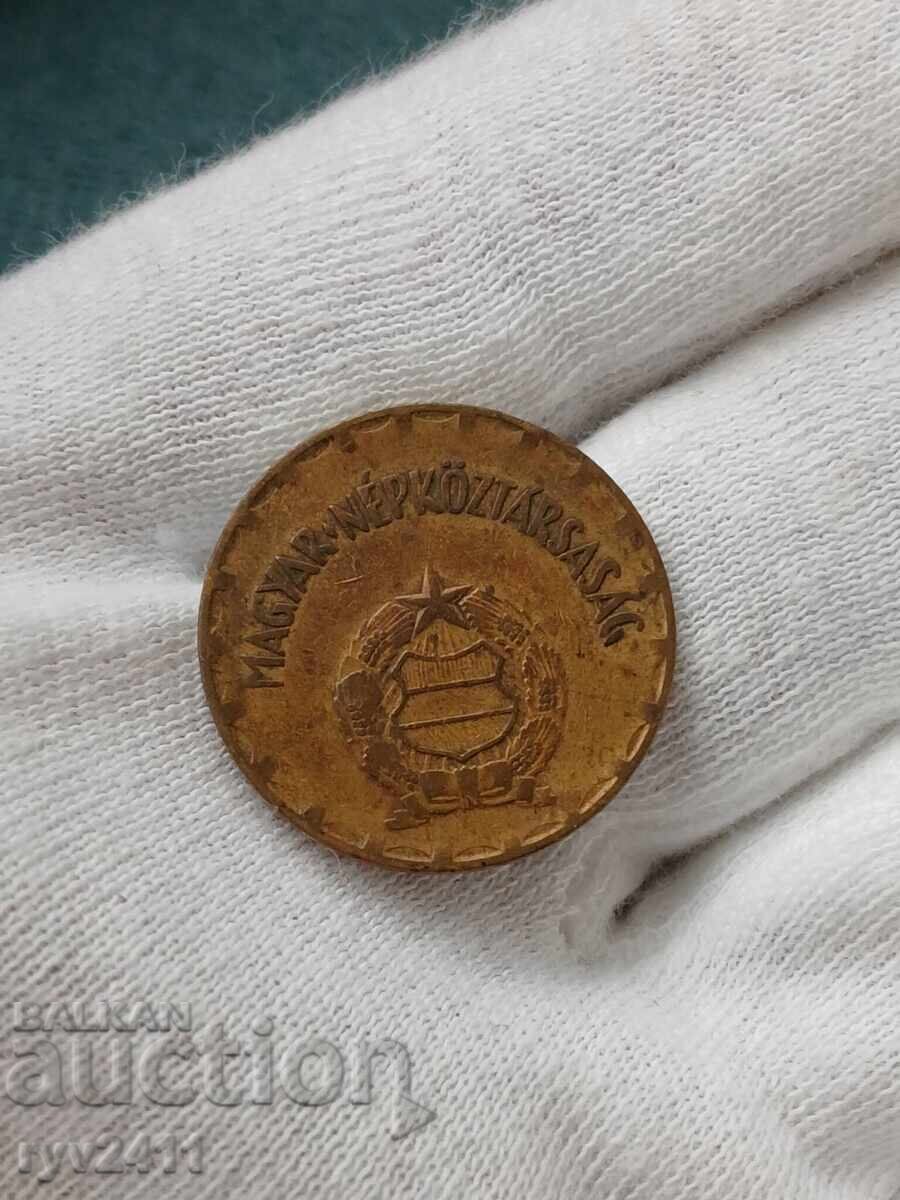 MAGYAR·NÉPKÖZTÁRSASÁG
BALKAN
auction
ryv2411